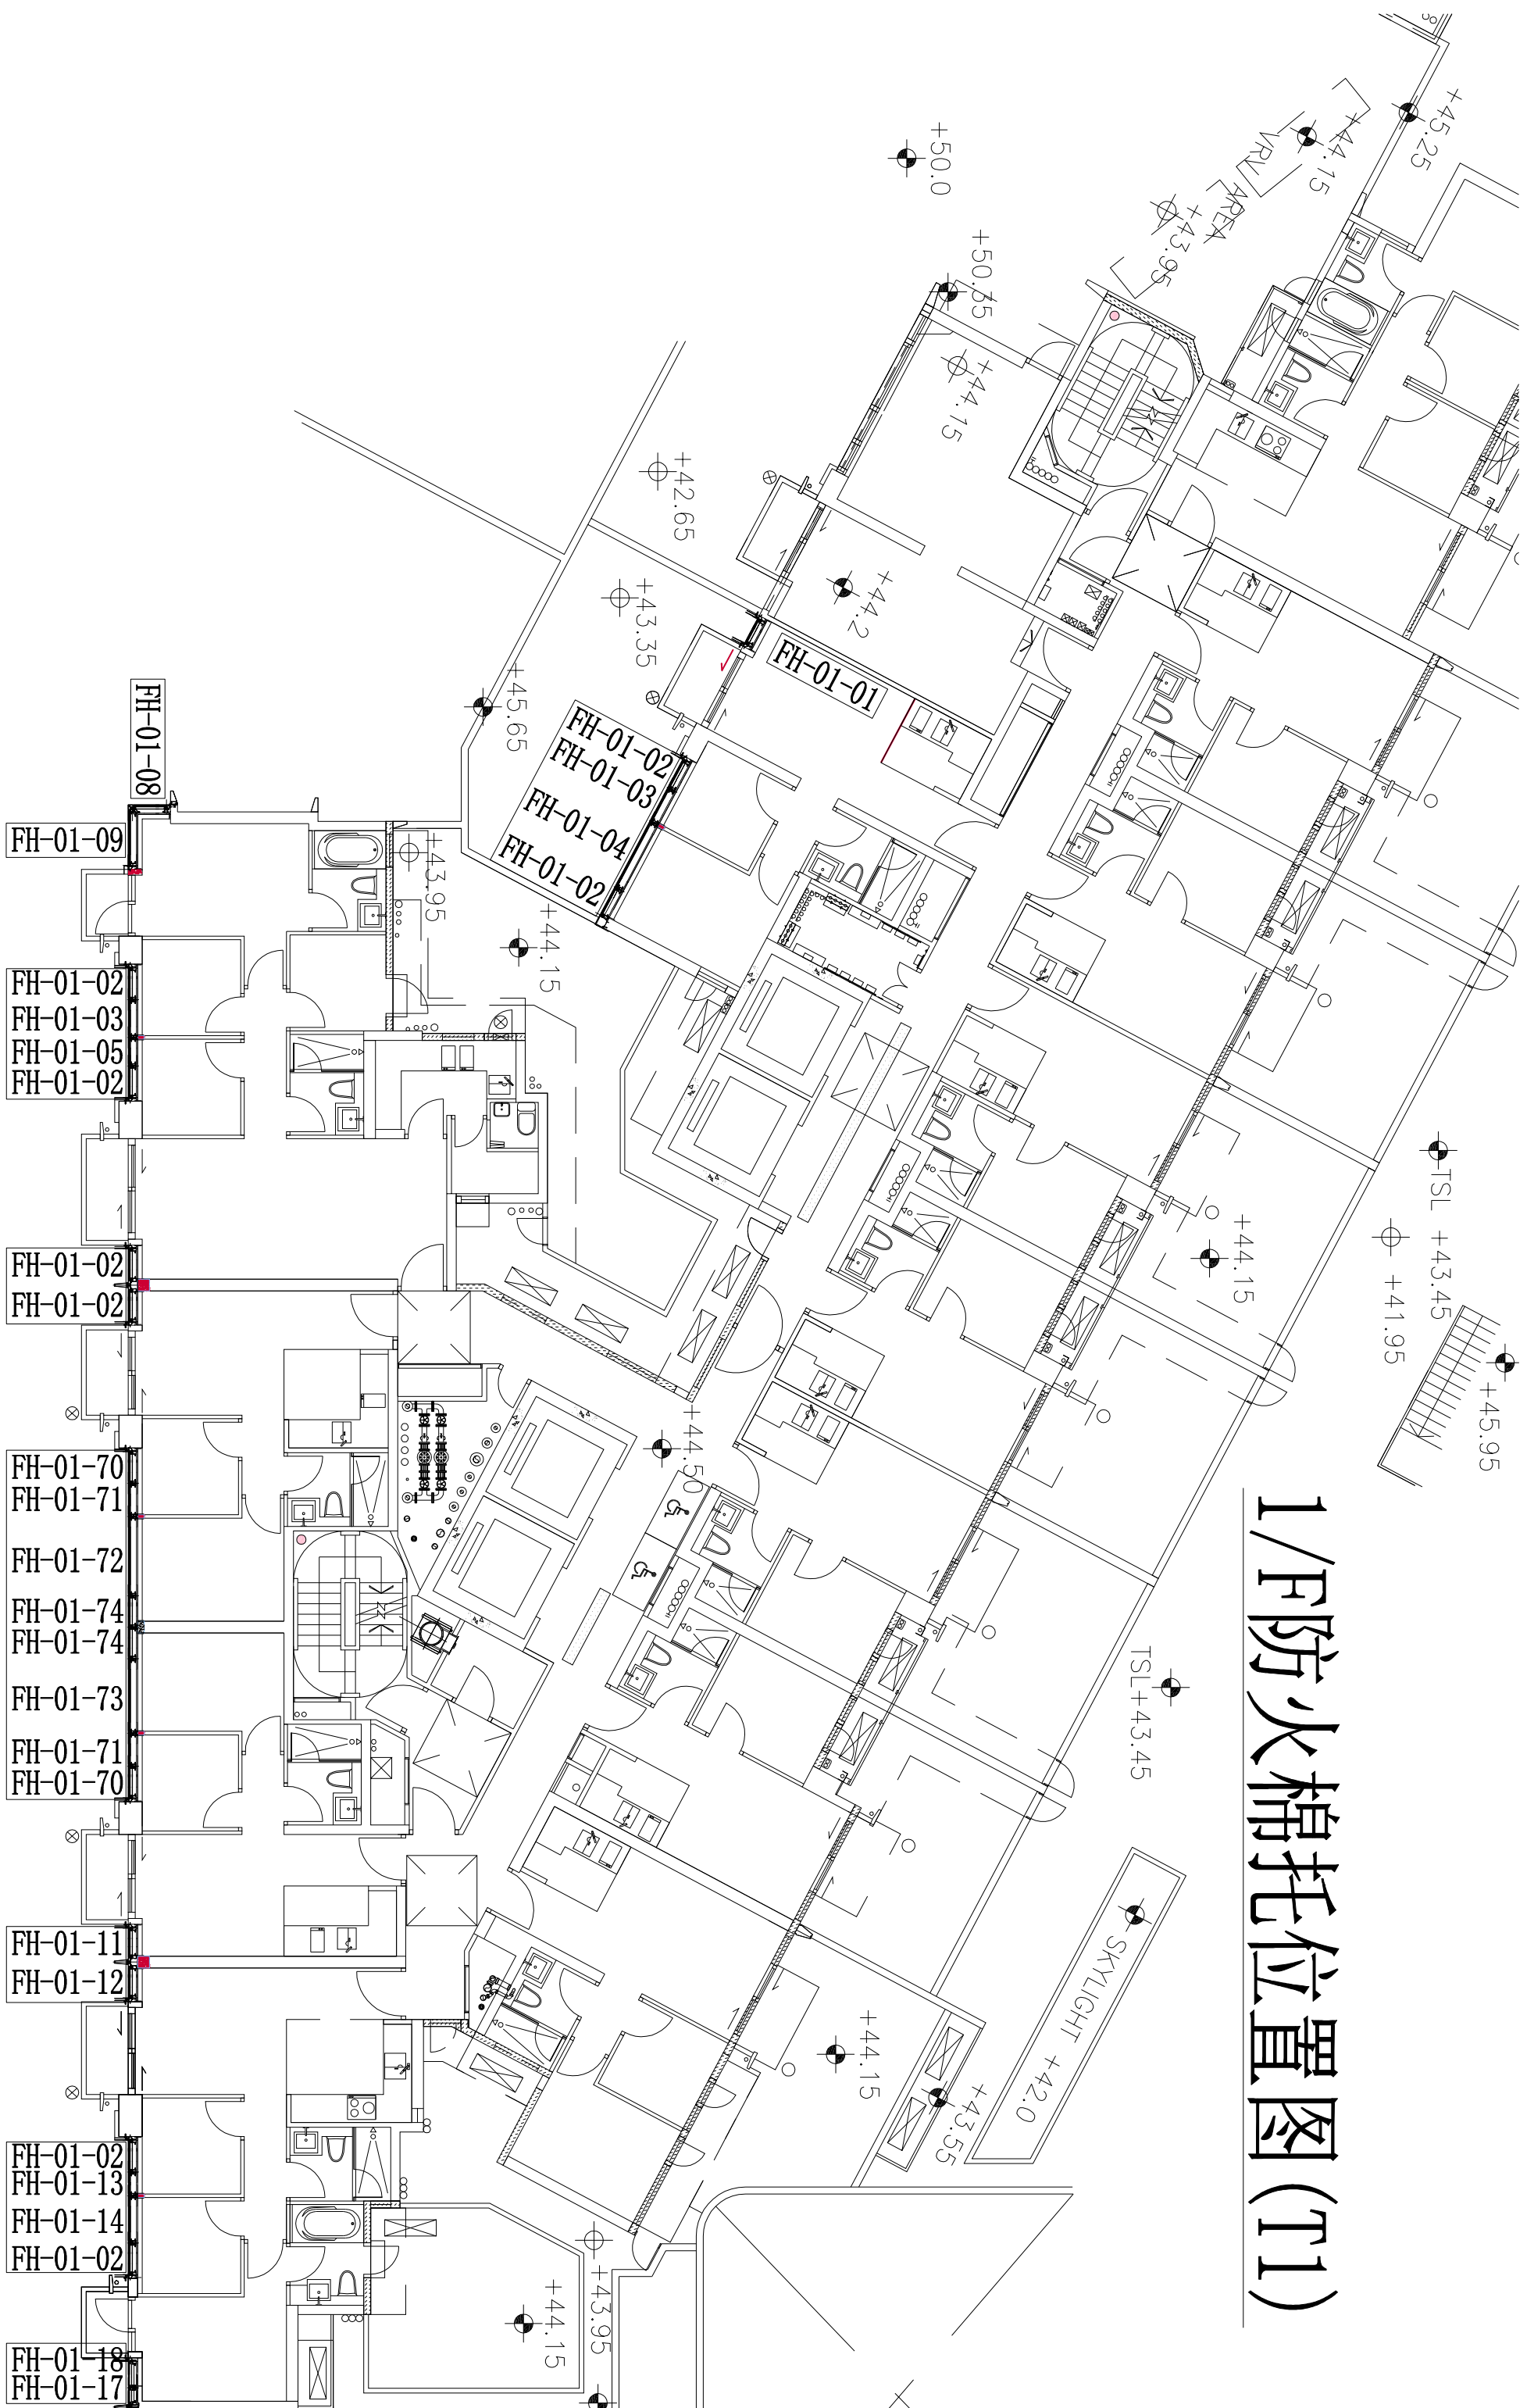 1/F防火棉托位置图(T1)
+45.25
+44.15
VRV AREA
+43.95
+50.0
+50.35
+44.15
+42.65
+44.2
+43.35
+45.65
FH-01-01
FH-01-02
FH-01-03
FH-01-04
FH-01-02
FH-01-08
FH-01-09
+43.95
+44.15
FH-01-02
FH-01-03
FH-01-05
FH-01-02
TSL +43.45
+41.95
+44.15
+45.95
FH-01-02
FH-01-02
+44.50
FH-01-70
FH-01-71
FH-01-72
FH-01-74
FH-01-74
FH-01-73
FH-01-71
FH-01-70
TSL+43.45
SKYLIGHT +42.0
FH-01-11
FH-01-12
+44.15
+43.55
FH-01-02
FH-01-13
FH-01-14
FH-01-02
+43.95
+44.15
FH-01-18
FH-01-17